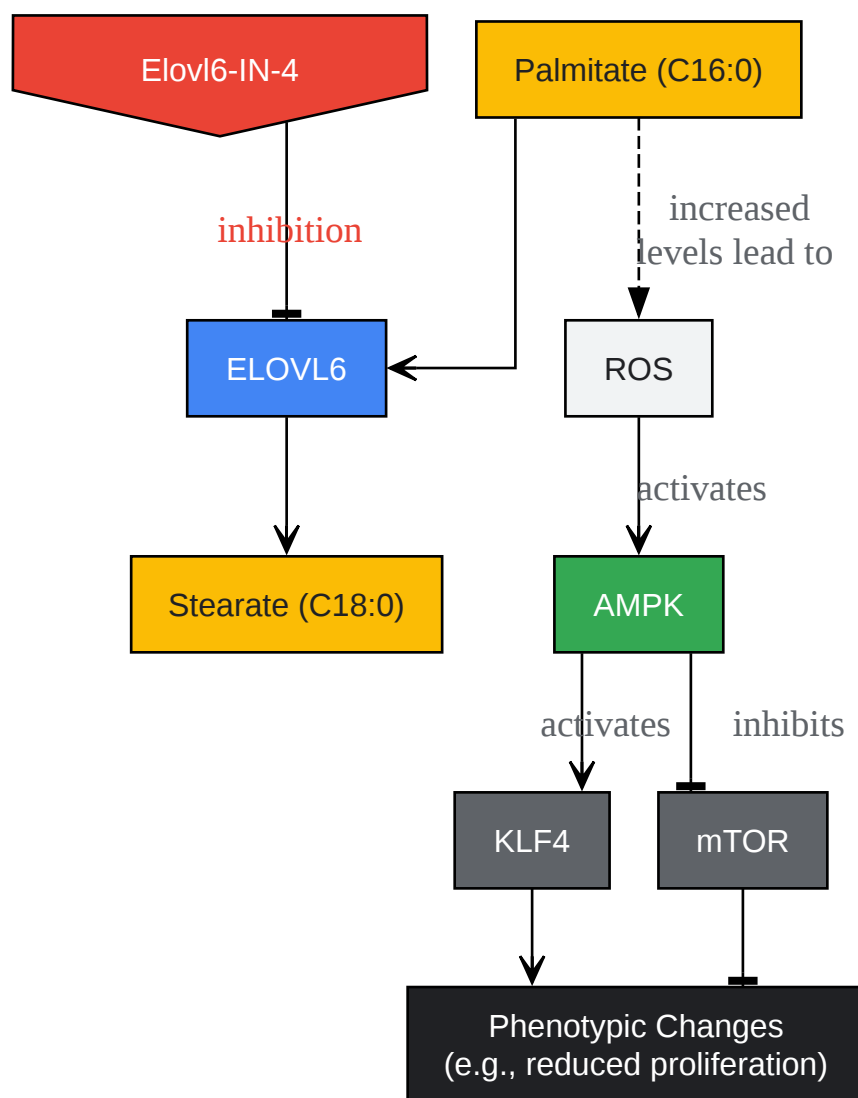 Elovl6-IN-4
Palmitate (C16:0)
inhibition
increased
levels lead to
ELOVL6
ROS
activates
Stearate (C18:0)
AMPK
activates
inhibits
KLF4
mTOR
Phenotypic Changes
(e.g., reduced proliferation)